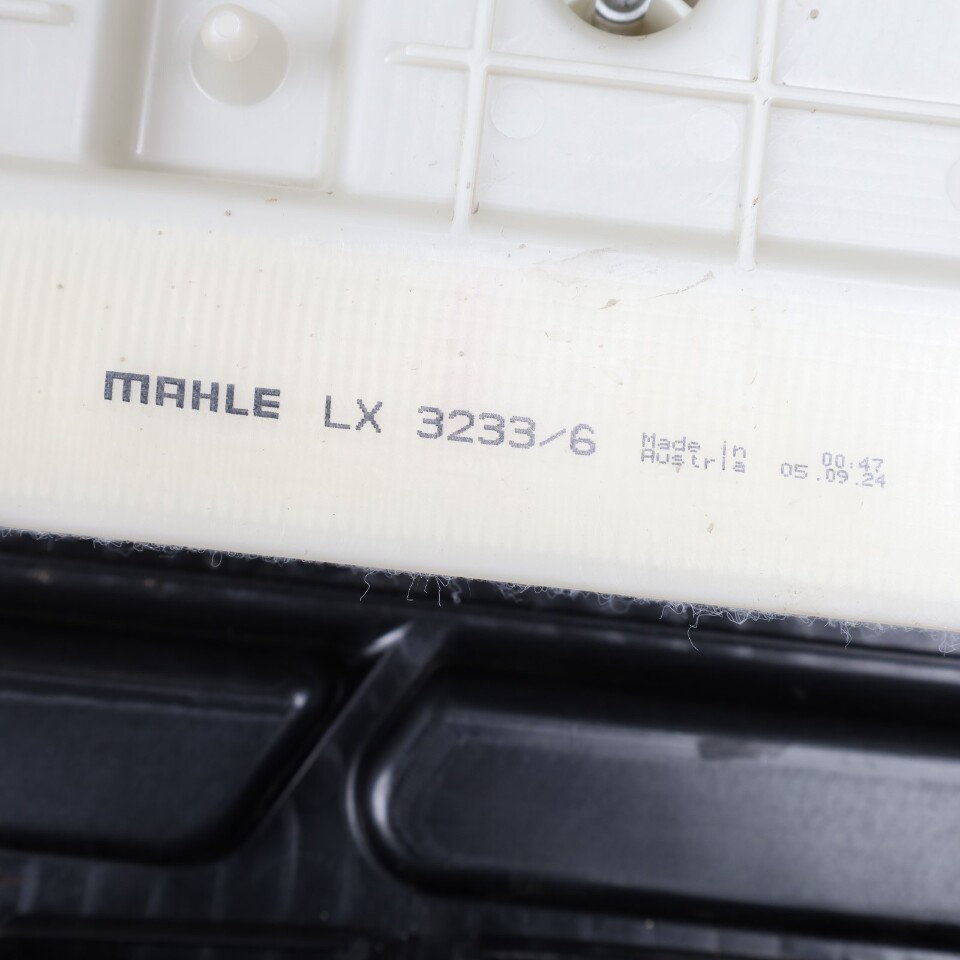 MAHLE LX 3233/6
Made in
Austria
00:47
05.09.24